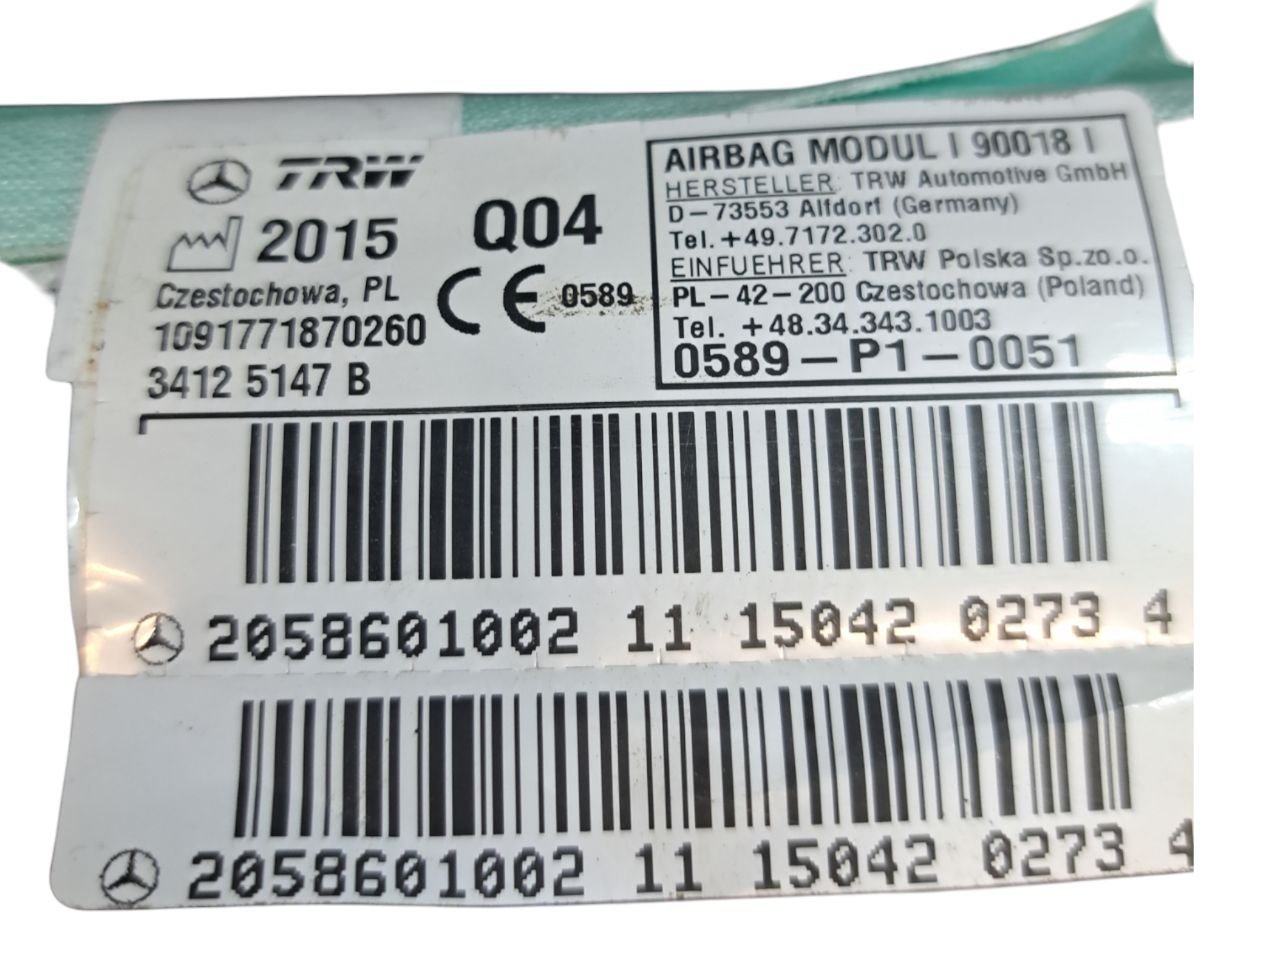 TRW
2015
Czestochowa, PL
1091771870260
34125147 B
Q04
CE 0589
AIRBAG MODUL I 90018 I
HERSTELLER: TRW Automotive GmbH
D-73553 Alfdorf (Germany)
Tel.+49.7172.302.0
EINFUEHRER: TRW Polska Sp.zo.o.
PL-42-200 Czestochowa (Poland)
Tel. +48.34.343.1003
0589-P1-0051
2058601002 11 15042 0273 4
2058601002 11 15042 0273 4